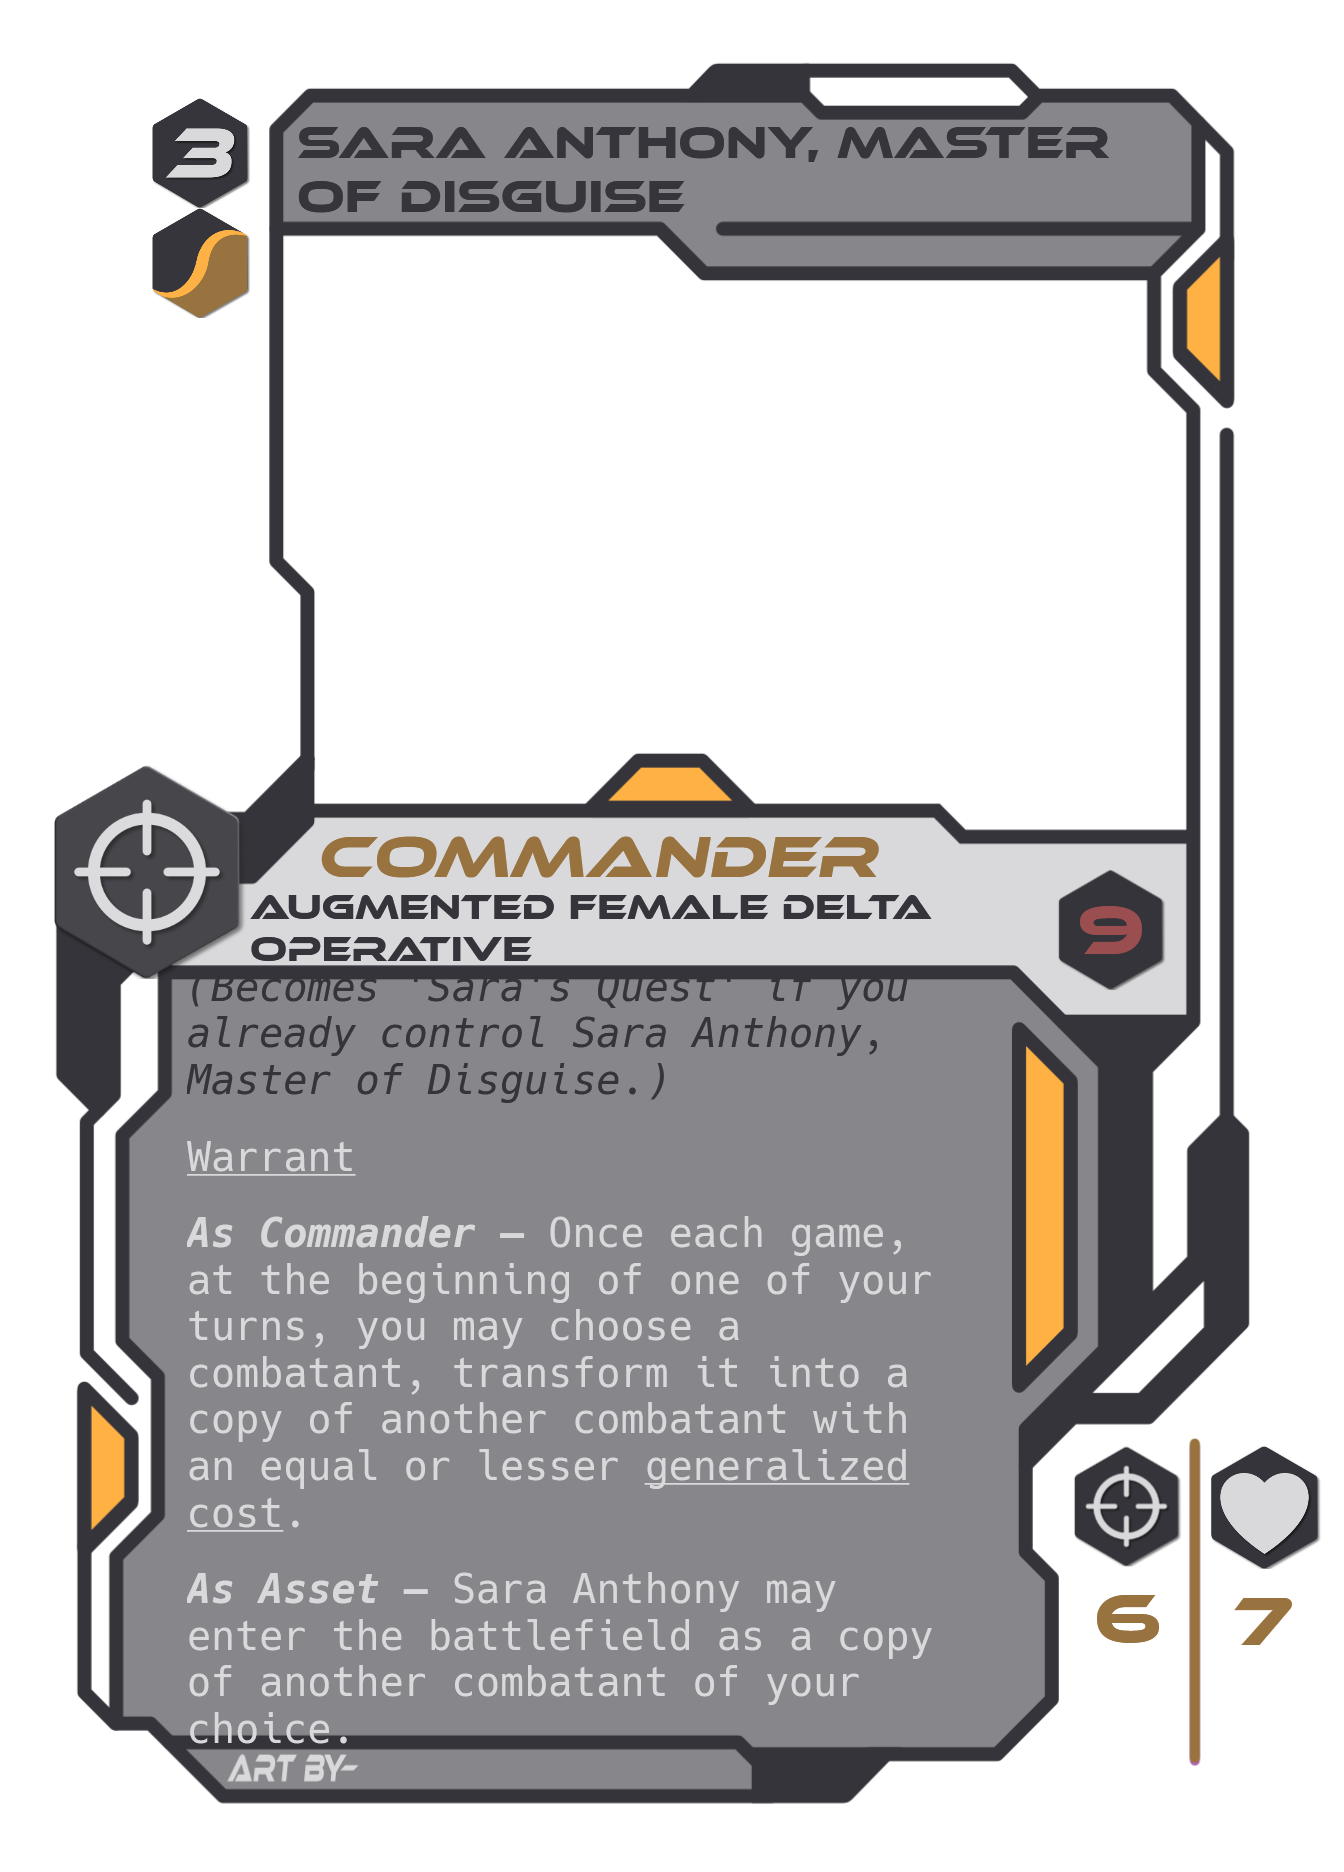 3
SARA ANTHONY, MASTER
OF DISGUISE
COMMANDER
AUGMENTED FEMALE DELTA
OPERATIVE
9
(Becomes 'Sara's Quest' if you
already control Sara Anthony,
Master of Disguise.)
Warrant
As Commander – Once each game,
at the beginning of one of your
turns, you may choose a
combatant, transform it into a
copy of another combatant with
an equal or lesser generalized
cost.
As Asset – Sara Anthony may
enter the battlefield as a copy
of another combatant of your
choice.
ART BY-
6
7